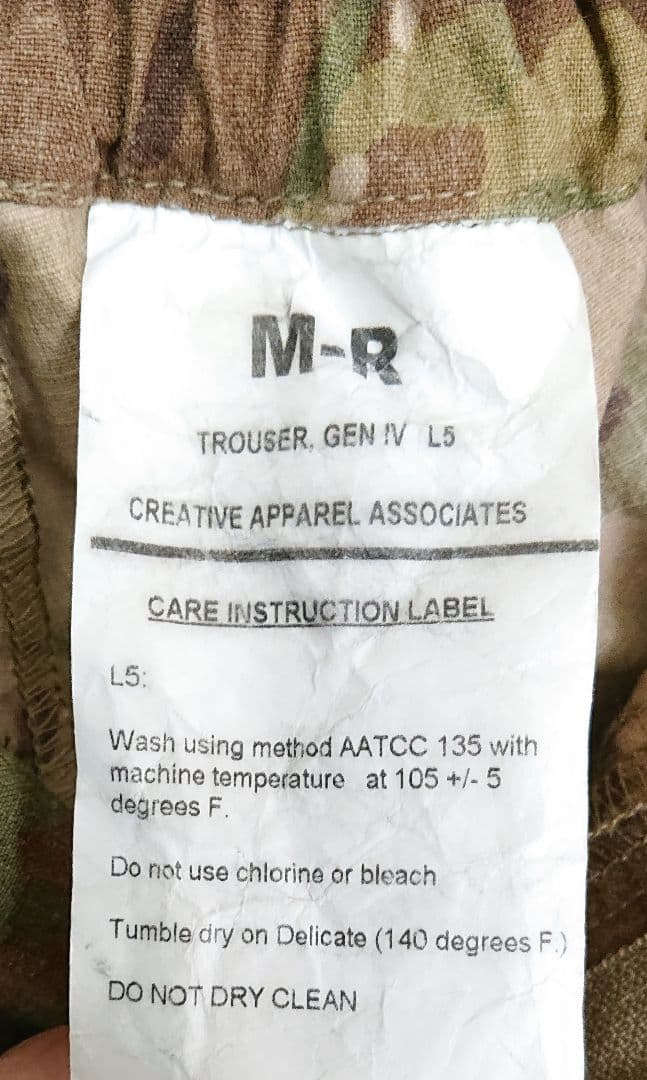 M-R
TROUSER, GEN IV L5
CREATIVE APPAREL ASSOCIATES
CARE INSTRUCTION LABEL
L5:
Wash using method AATCC 135 with
machine temperature at 105 +/- 5
degrees F.
Do not use chlorine or bleach
Tumble dry on Delicate (140 degrees F.)
DO NOT DRY CLEAN